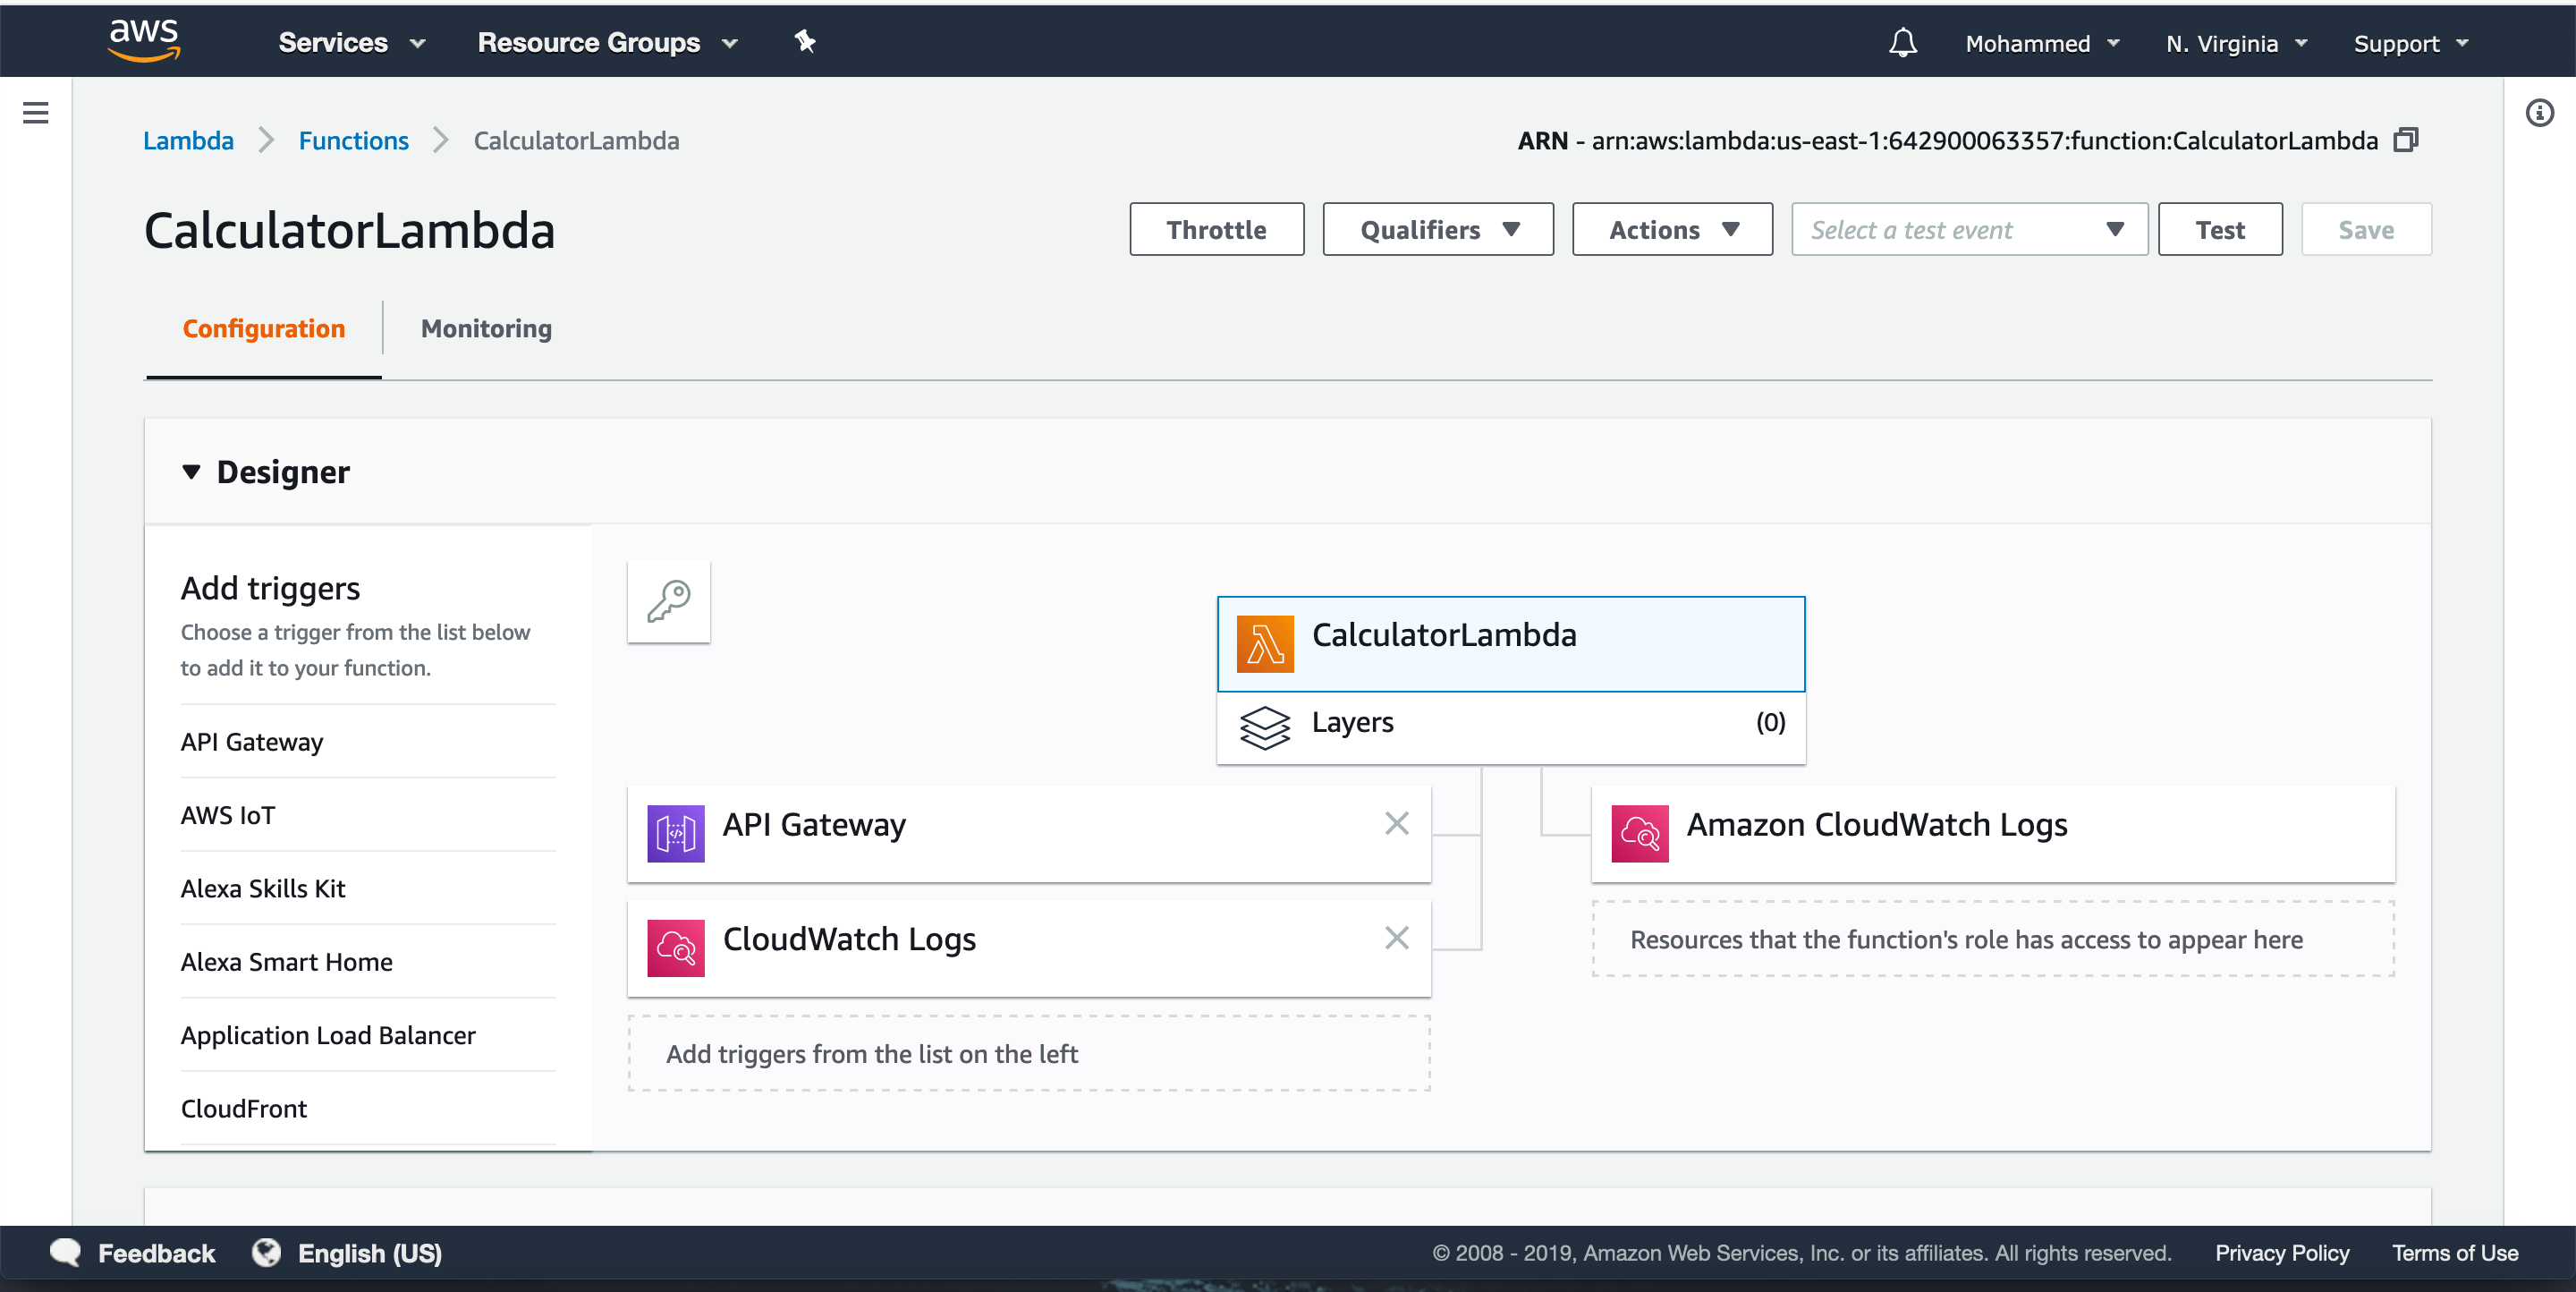 aws Services Resource Groups Mohammed N. Virginia Support
Lambda Functions CalculatorLambda ARN - arn:aws:lambda:us-east-1:642900063357:function:CalculatorLambda
CalculatorLambda Throttle Qualifiers Actions Select a test event Test Save
Configuration Monitoring
Designer
Add triggers
Choose a trigger from the list below
to add it to your function.
API Gateway
AWS IoT
Alexa Skills Kit
Alexa Smart Home
Application Load Balancer
CloudFront
CalculatorLambda
Layers (0)
API Gateway
CloudWatch Logs
Add triggers from the list on the left
Amazon CloudWatch Logs
Resources that the function's role has access to appear here
Feedback English (US) © 2008 - 2019, Amazon Web Services, Inc. or its affiliates. All rights reserved. Privacy Policy Terms of Use